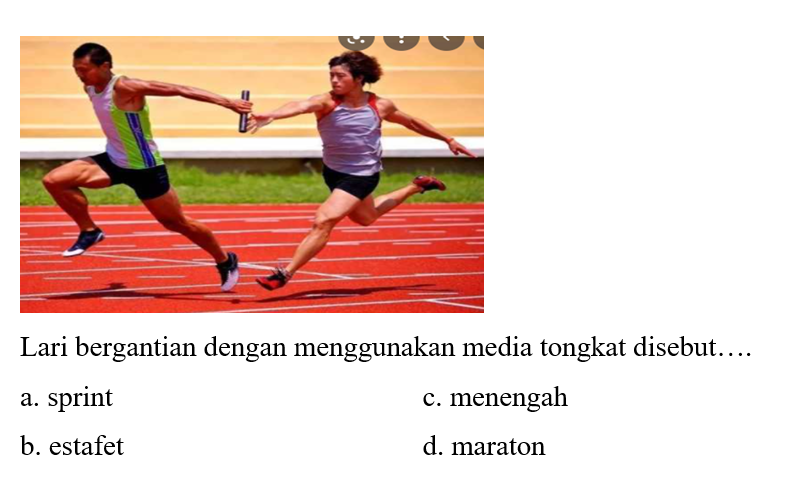 Lari bergantian dengan menggunakan media tongkat disebut….
a. sprint
c. menengah
b. estafet
d. maraton